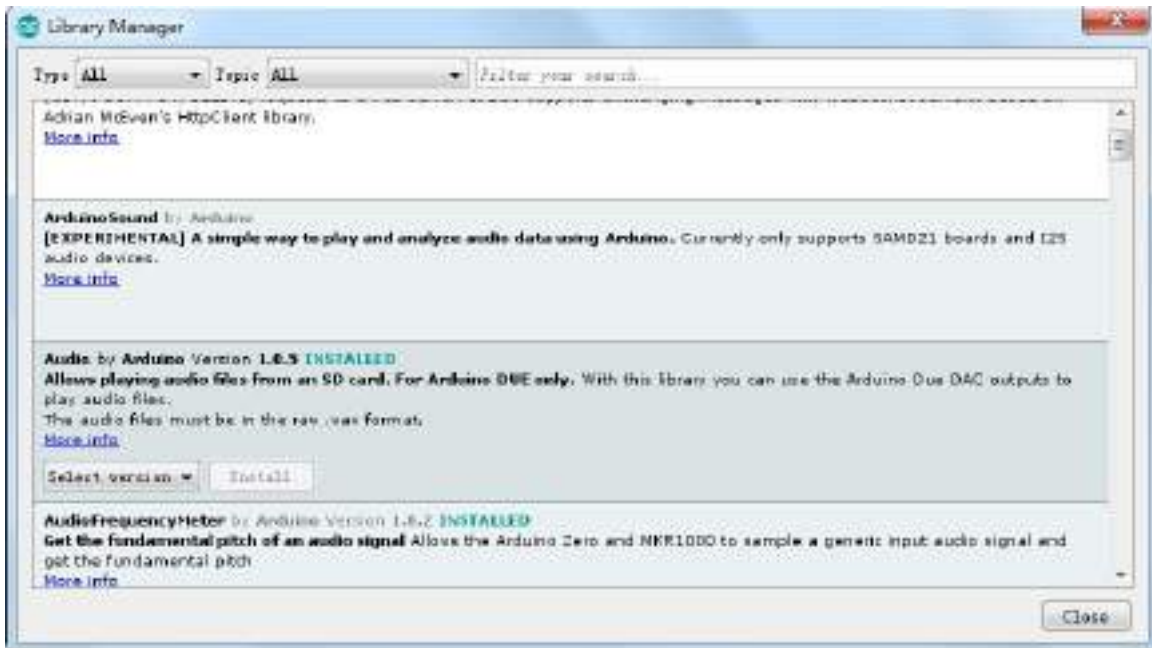 Library Manager
Type All Topic All Filter your search...
Adrian McEwen's HttpClient library.
More info
ArduinoSound by Arduino
[EXPERIMENTAL] A simple way to play and analyze audio data using Arduino. Currently only supports SAMD21 boards and I2S
audio devices.
More info
Audio by Arduino Version 1.0.5 INSTALLED
Allows playing audio files from an SD card. For Arduino DUE only. With this library you can use the Arduino Due DAC outputs to
play audio files.
The audio files must be in the raw .wav format.
More info
Select version Install
AudioFrequencyMeter by Arduino Version INSTALLED
Get the fundamental pitch of an audio signal Allows the Arduino Zero and MKR1000 to sample a generic input audio signal and
get the fundamental pitch
More info
Close